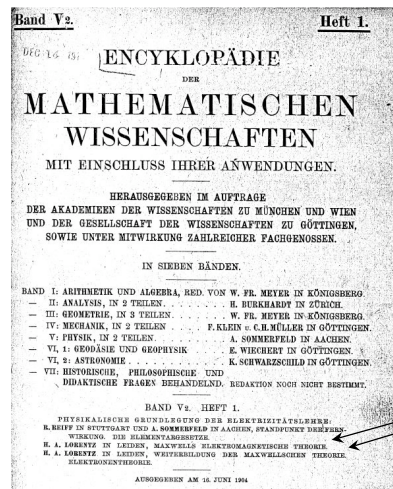 Band V2. Heft 1.
ENCYKLOPÄDIE
DER
MATHEMATISCHEN
WISSENSCHAFTEN
MIT EINSCHLUSS IHRER ANWENDUNGEN.
HERAUSGEGEBEN IM AUFTRAGE
DER AKADEMIEEN DER WISSENSCHAFTEN ZU MÜNCHEN UND WIEN
UND DER GESELLSCHAFT DER WISSENSCHAFTEN ZU GÖTTINGEN,
SOWIE UNTER MITWIRKUNG ZAHLREICHER FACHGENOSSEN.
IN SIEBEN BÄNDEN.
BAND I: ARITHMETIK UND ALGEBRA, RED. VON W. FR. MEYER IN KÖNIGSBERG.
— II: ANALYSIS, IN 2 TEILEN . . . . . . . H. BURKHARDT IN ZÜRICH.
— III: GEOMETRIE, IN 3 TEILEN . . . . . . . W. FR. MEYER IN KÖNIGSBERG.
— IV: MECHANIK, IN 2 TEILEN . . . . . F. KLEIN U. C.H. MÜLLER IN GÖTTINGEN.
— V: PHYSIK, IN 2 TEILEN . . . . . . . A. SOMMERFELD IN AACHEN.
— VI, 1: GEODÄSIE UND GEOPHYSIK . . . E. WIECHERT IN GÖTTINGEN.
— VI, 2: ASTRONOMIE . . . . . . . K. SCHWARZSCHILD IN GÖTTINGEN.
— VII: HISTORISCHE, PHILOSOPHISCHE UND
DIDAKTISCHE FRAGEN BEHANDELND. REDAKTION NOCH NICHT BESTIMMT.
BAND V2. HEFT 1.
PHYSIKALISCHE GRUNDLEGUNG DER ELEKTRIZITÄTSLEHRE:
R. REIFF IN STUTTGART UND A. SOMMERFELD IN AACHEN, STANDPUNKT DER FERN-
WIRKUNG. DIE ELEMENTARGESETZE.
H. A. LORENTZ IN LEIDEN, MAXWELLS ELEKTROMAGNETISCHE THEORIE.
H. A. LORENTZ IN LEIDEN, WEITERBILDUNG DER MAXWELLSCHEN THEORIE.
ELEKTRONENTHEORIE.
AUSGEGEBEN AM 16. JUNI 1904